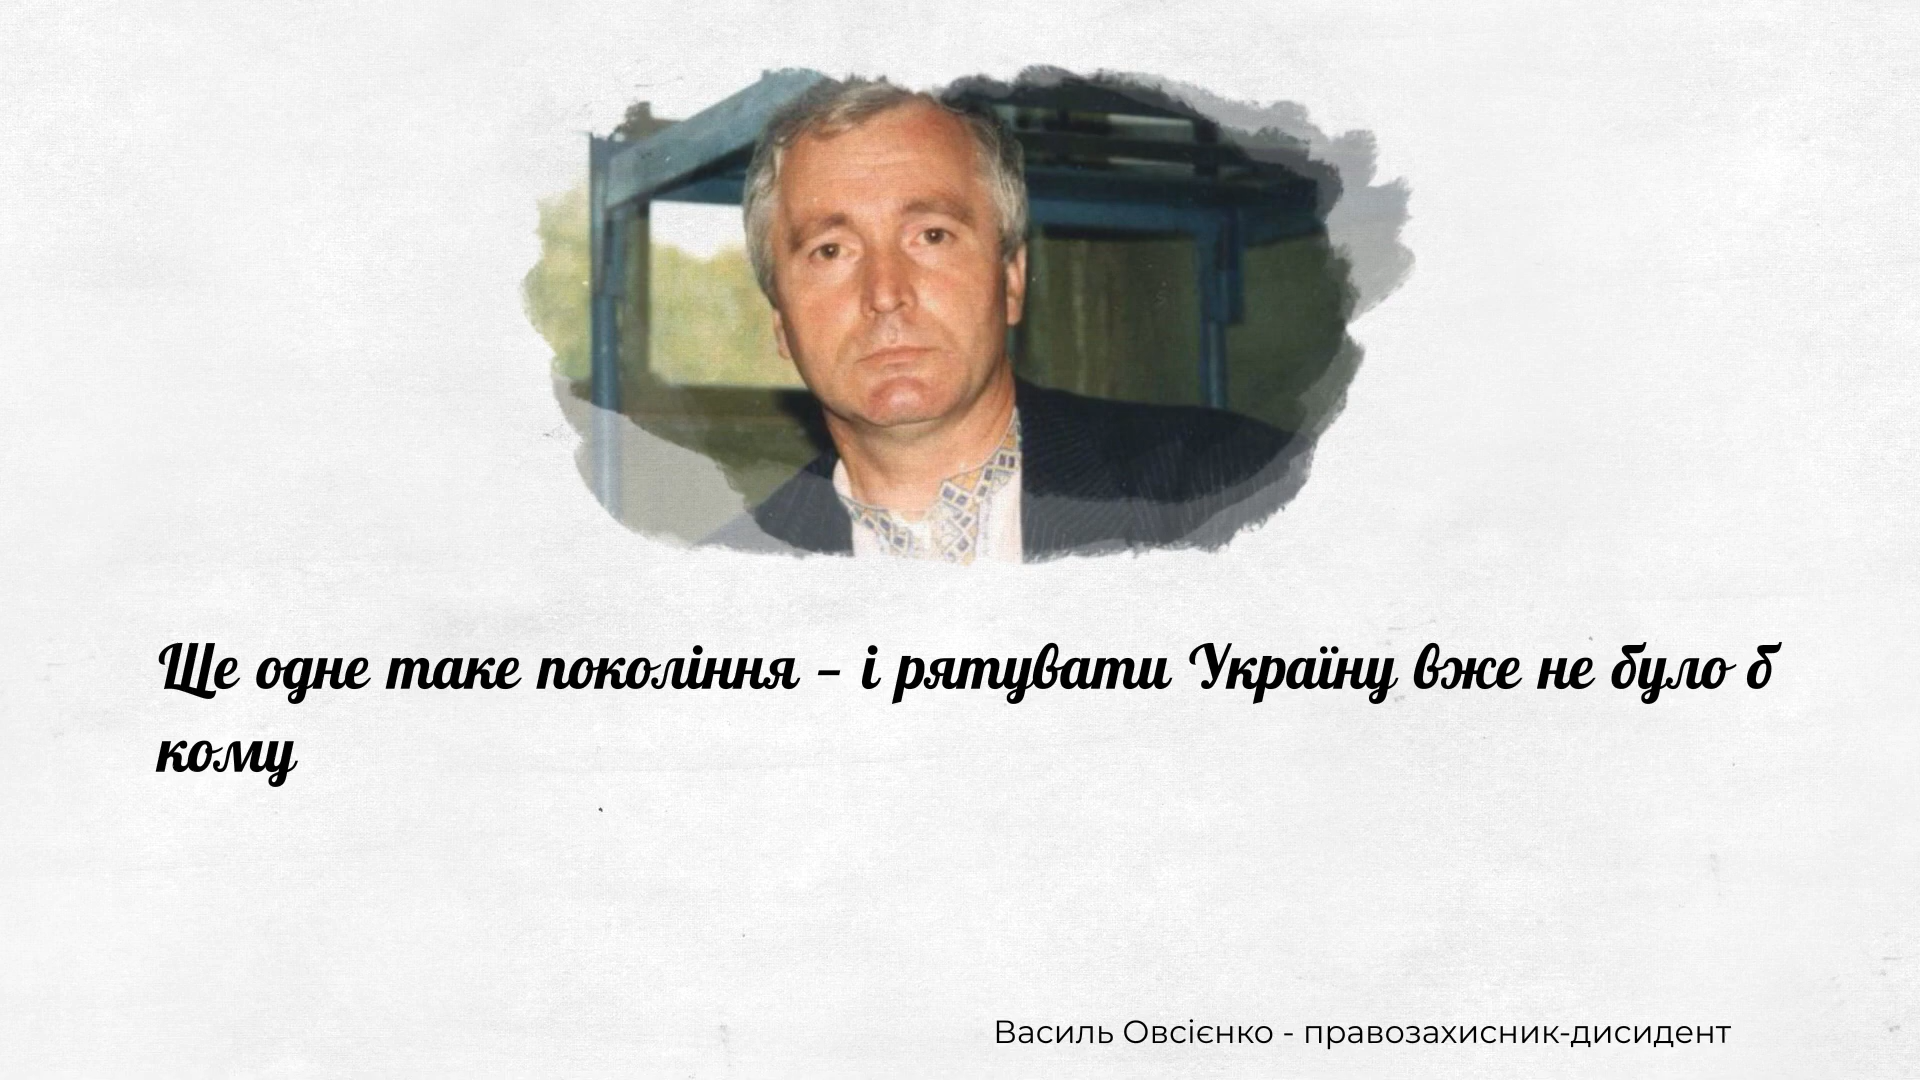 Ще одне таке покоління – і рятувати Україну вже не було б
кому
Василь Овсієнко - правозахисник-дисидент